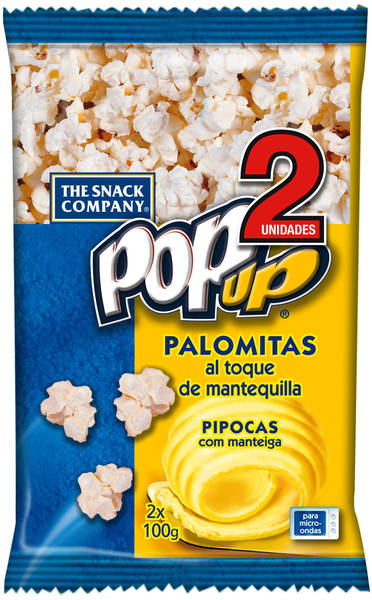 THE SNACK
COMPANY®
2
UNIDADES
POP
UP®
PALOMITAS
al toque
de mantequilla
PIPOCAS
com manteiga
2x
100g
para
micro-
ondas